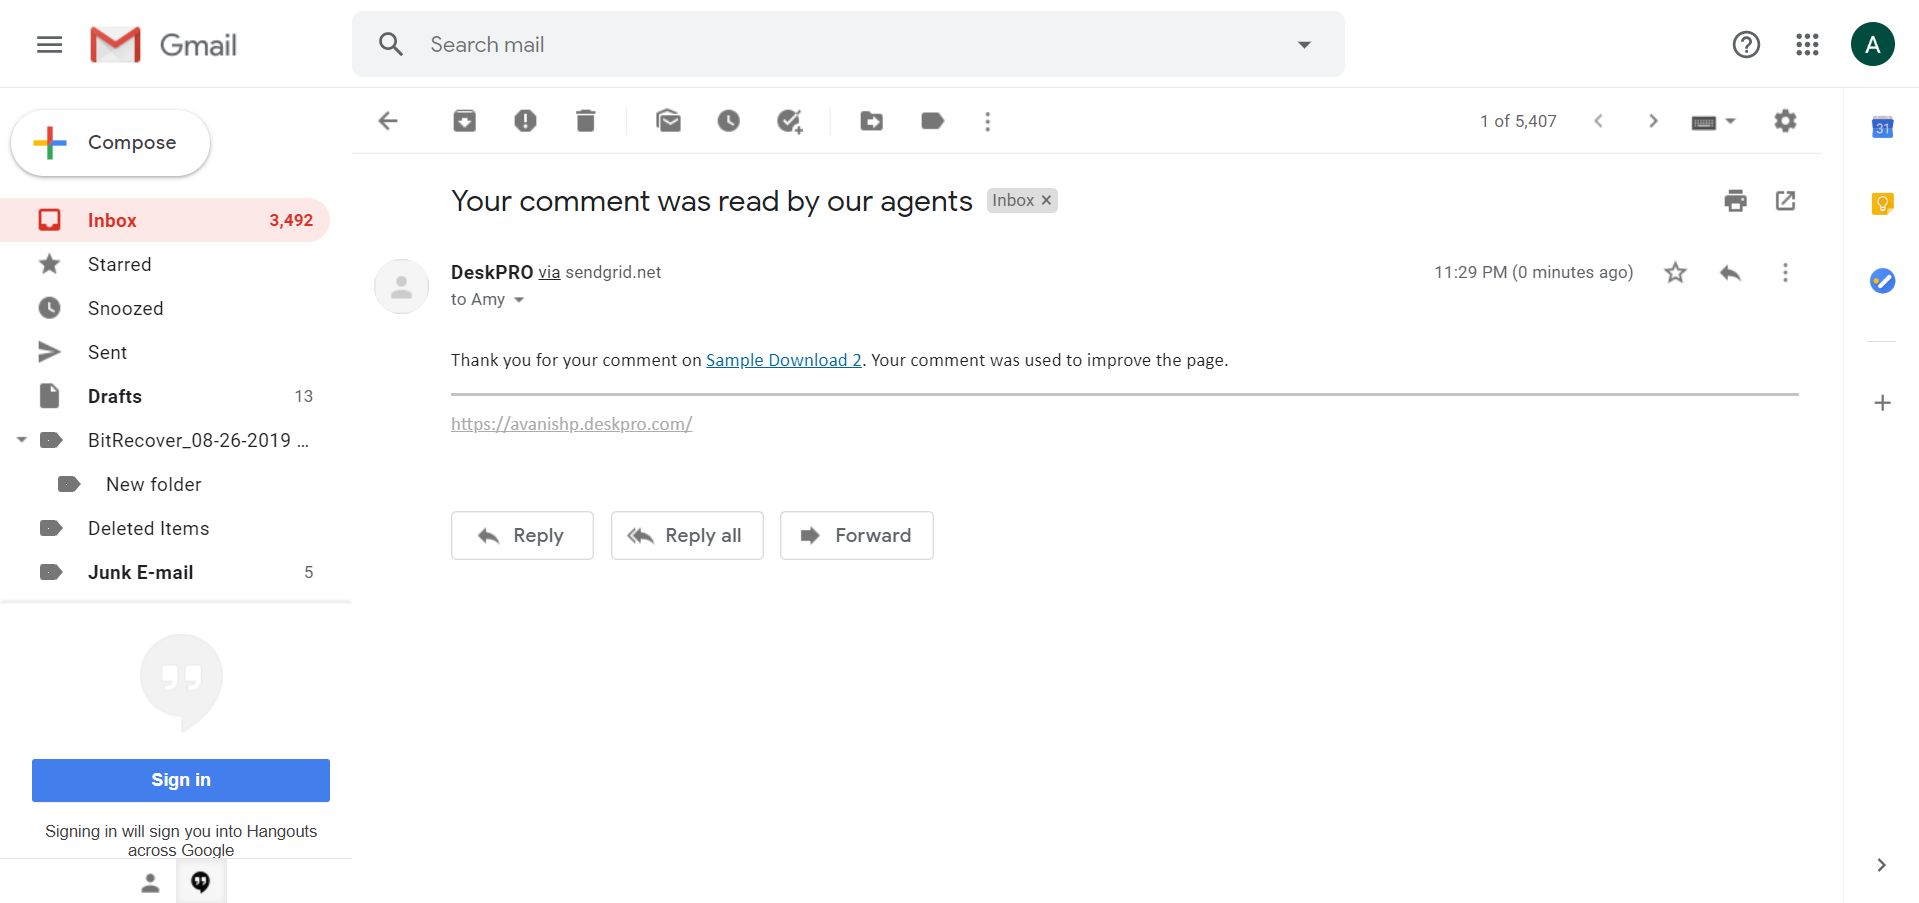 Gmail
Search mail
A
Compose
1 of 5,407
31
Your comment was read by our agents
Inbox ×
Inbox 3,492
Starred
Snoozed
Sent
Drafts 13
BitRecover_08-26-2019 ...
New folder
Deleted Items
Junk E-mail 5
DeskPRO via sendgrid.net
11:29 PM (0 minutes ago)
to Amy
Thank you for your comment on Sample Download 2. Your comment was used to improve the page.
https://avanishp.deskpro.com/
Reply
Reply all
Forward
Sign in
Signing in will sign you into Hangouts
across Google